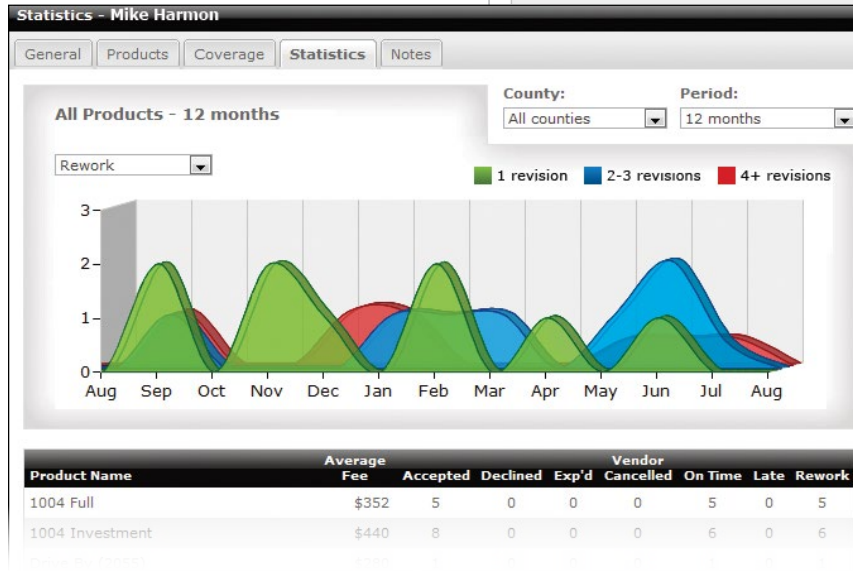 Statistics - Mike Harmon
General Products Coverage Statistics Notes
County: Period:
All Products - 12 months
All counties 12 months
Rework
1 revision 2-3 revisions 4+ revisions
3
2
1
0
Aug Sep Oct Nov Dec Jan Feb Mar Apr May Jun Jul Aug
Average Vendor
Product Name Fee Accepted Declined Exp'd Cancelled On Time Late Rework
1004 Full $352 5 0 0 0 5 0 5
1004 Investment $440 8 0 0 0 6 0 6